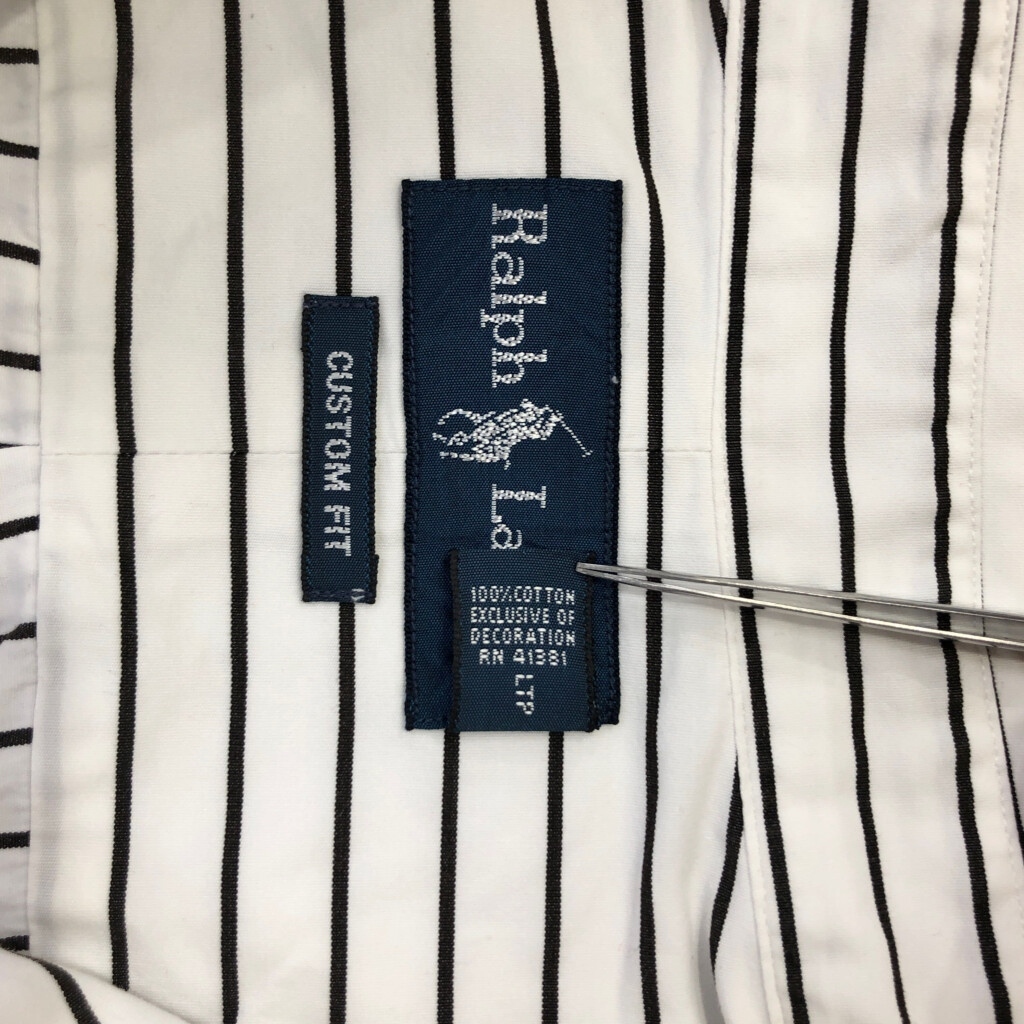 Ralph La
CUSTOM FIT
100%COTTON
EXCLUSIVE OF
DECORATION
RN 41381
LTP